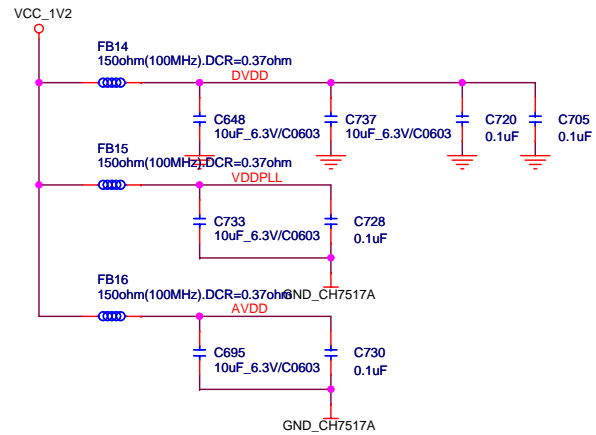 VCC_1V2
FB14
150ohm(100MHz).DCR=0.37ohm
DVDD
C648
10uF_6.3V/C0603
C737
10uF_6.3V/C0603
C720
0.1uF
C705
0.1uF
FB15
150ohm(100MHz).DCR=0.37ohm
VDDPLL
C733
10uF_6.3V/C0603
C728
0.1uF
GND_CH7517A
FB16
150ohm(100MHz).DCR=0.37ohm
AVDD
C695
10uF_6.3V/C0603
C730
0.1uF
GND_CH7517A